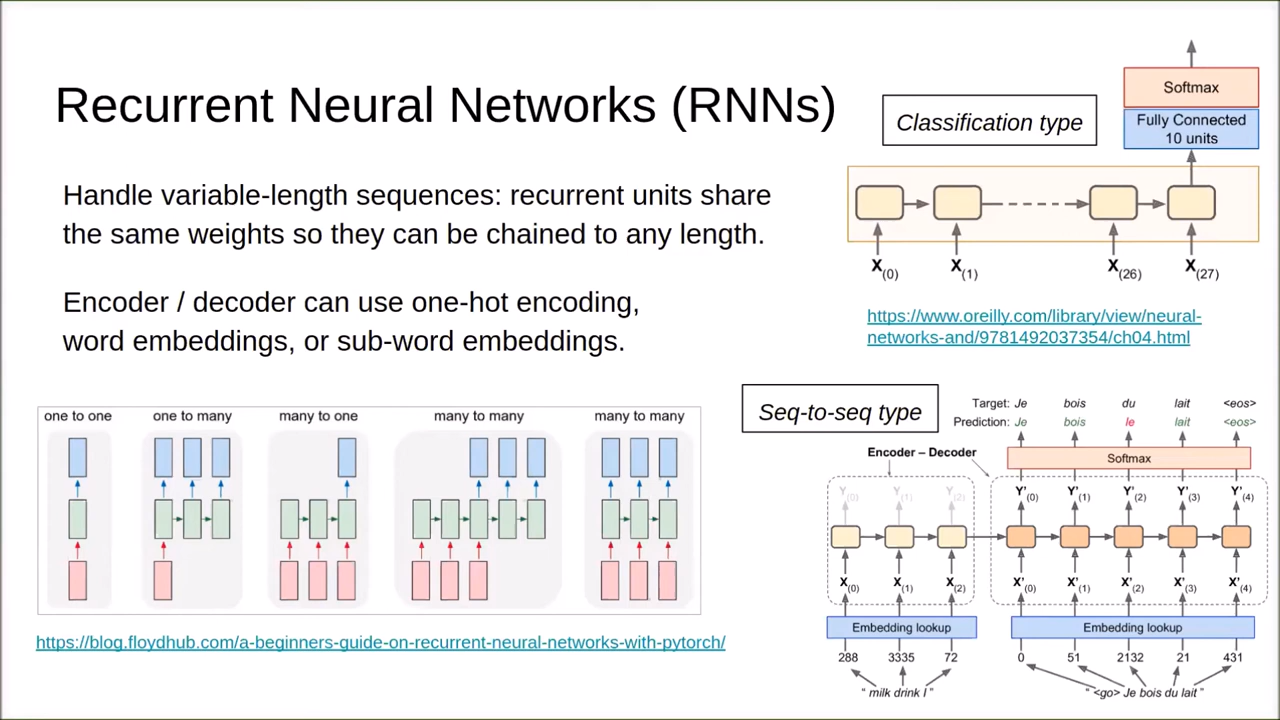 Recurrent Neural Networks (RNNs)
Handle variable-length sequences: recurrent units share
the same weights so they can be chained to any length.
Encoder / decoder can use one-hot encoding,
word embeddings, or sub-word embeddings.
Classification type
Softmax
Fully Connected
10 units
X(0) X(1) X(26) X(27)
https://www.oreilly.com/library/view/neural-
networks-and/9781492037354/ch04.html
one to one one to many many to one many to many many to many
https://blog.floydhub.com/a-beginners-guide-on-recurrent-neural-networks-with-pytorch/
Seq-to-seq type
Target: Je bois du lait <eos>
Prediction: Je bois le lait <eos>
Encoder – Decoder
Softmax
Y(0) Y(1) Y(2) Y'(0) Y'(1) Y'(2) Y'(3) Y'(4)
X(0) X(1) X(2) X'(0) X'(1) X'(2) X'(3) X'(4)
Embedding lookup Embedding lookup
288 3335 72 0 51 2132 21 431
" milk drink I " " <go> Je bois du lait "